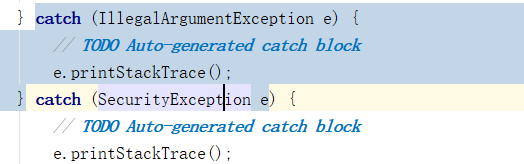 } catch (IllegalArgumentException e) {
// TODO Auto-generated catch block
e.printStackTrace();
} catch (SecurityException e) {
// TODO Auto-generated catch block
e.printStackTrace();